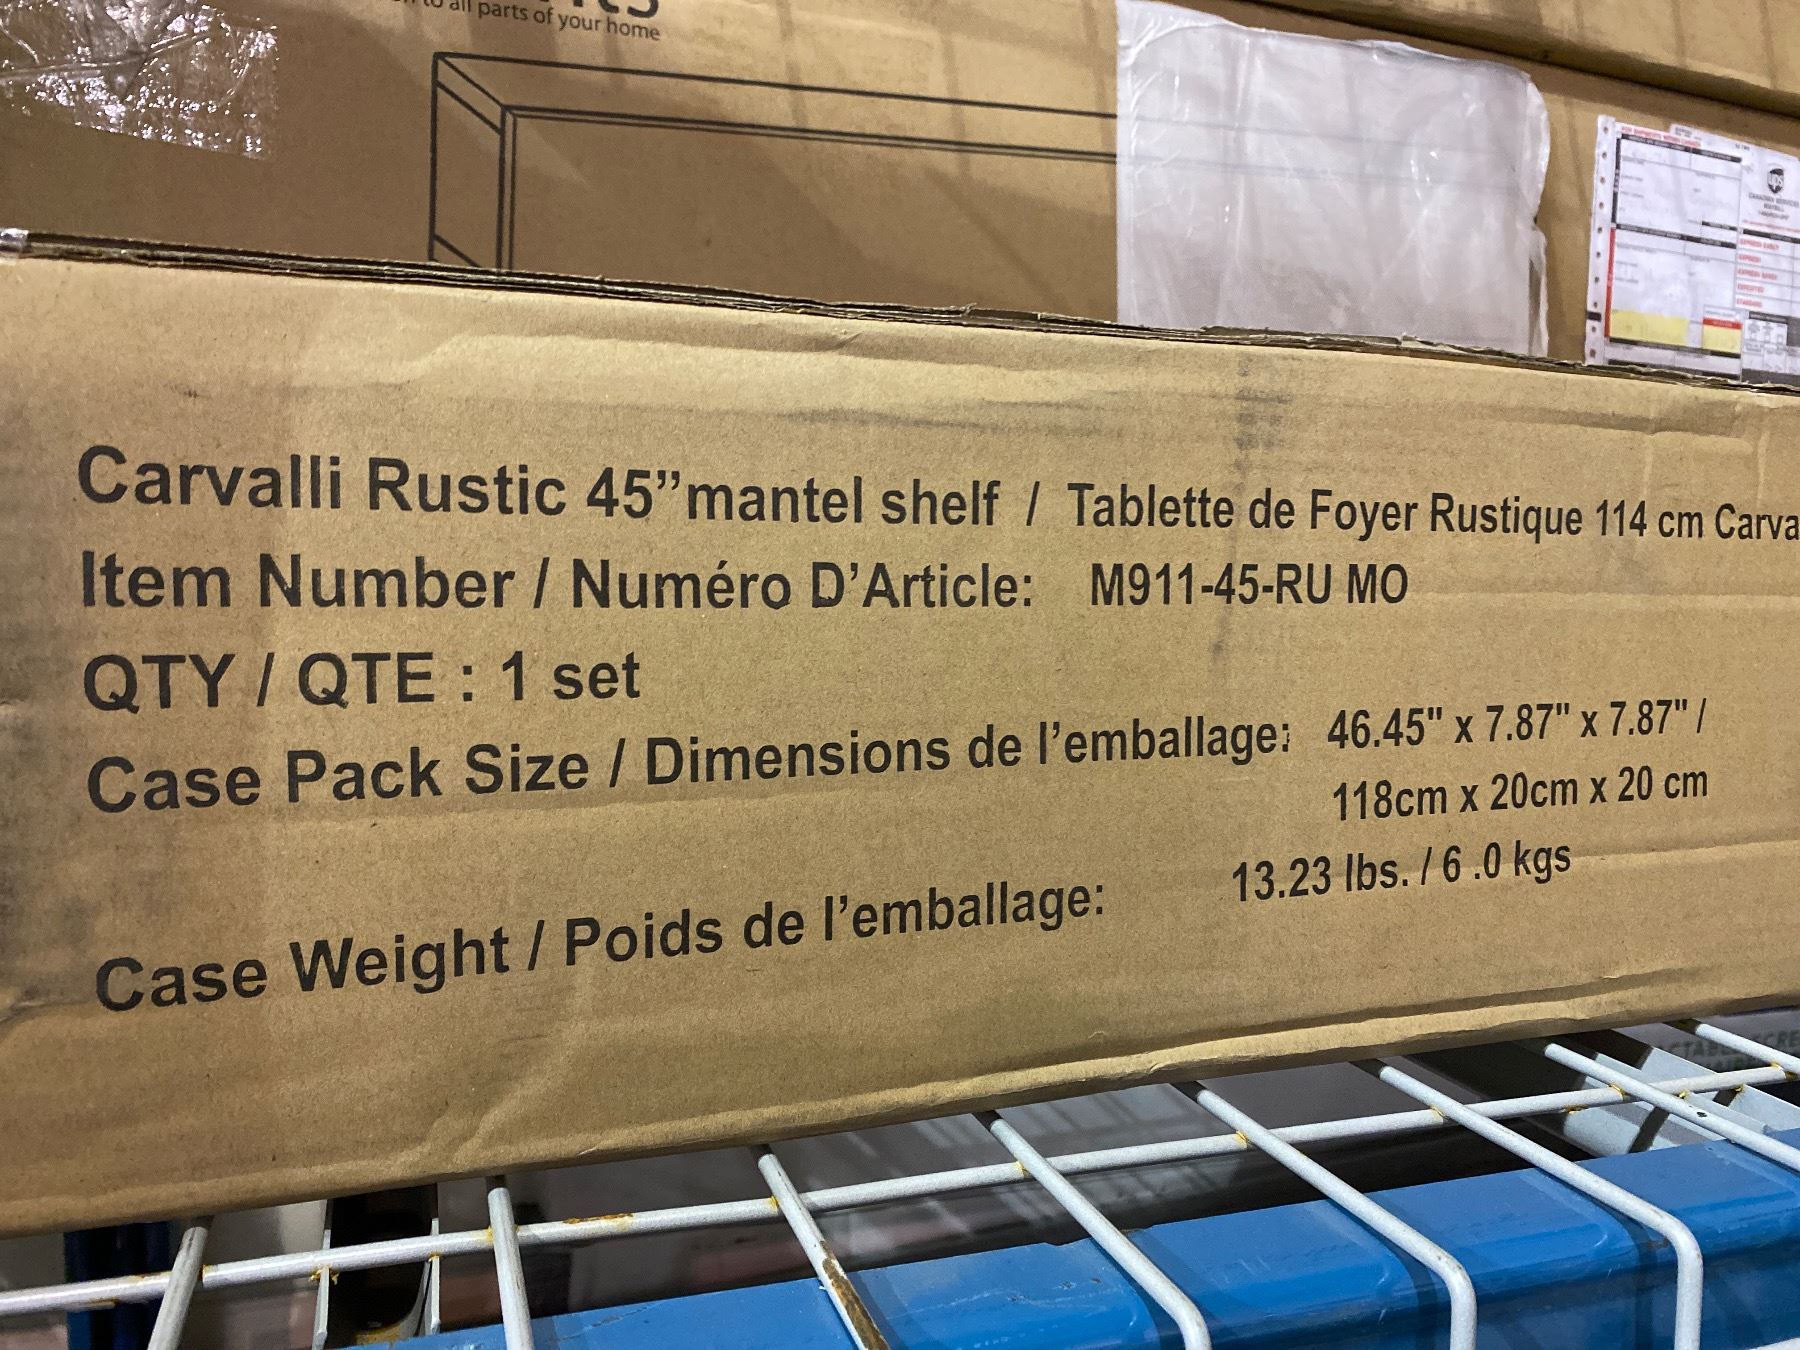 to all parts of your home
Carvalli Rustic 45”mantel shelf / Tablette de Foyer Rustique 114 cm Carva
Item Number / Numéro D’Article: M911-45-RU MO
QTY / QTE : 1 set
Case Pack Size / Dimensions de l’emballage: 46.45" x 7.87" x 7.87" /
118cm x 20cm x 20 cm
Case Weight / Poids de l’emballage: 13.23 lbs. / 6 .0 kgs
ups